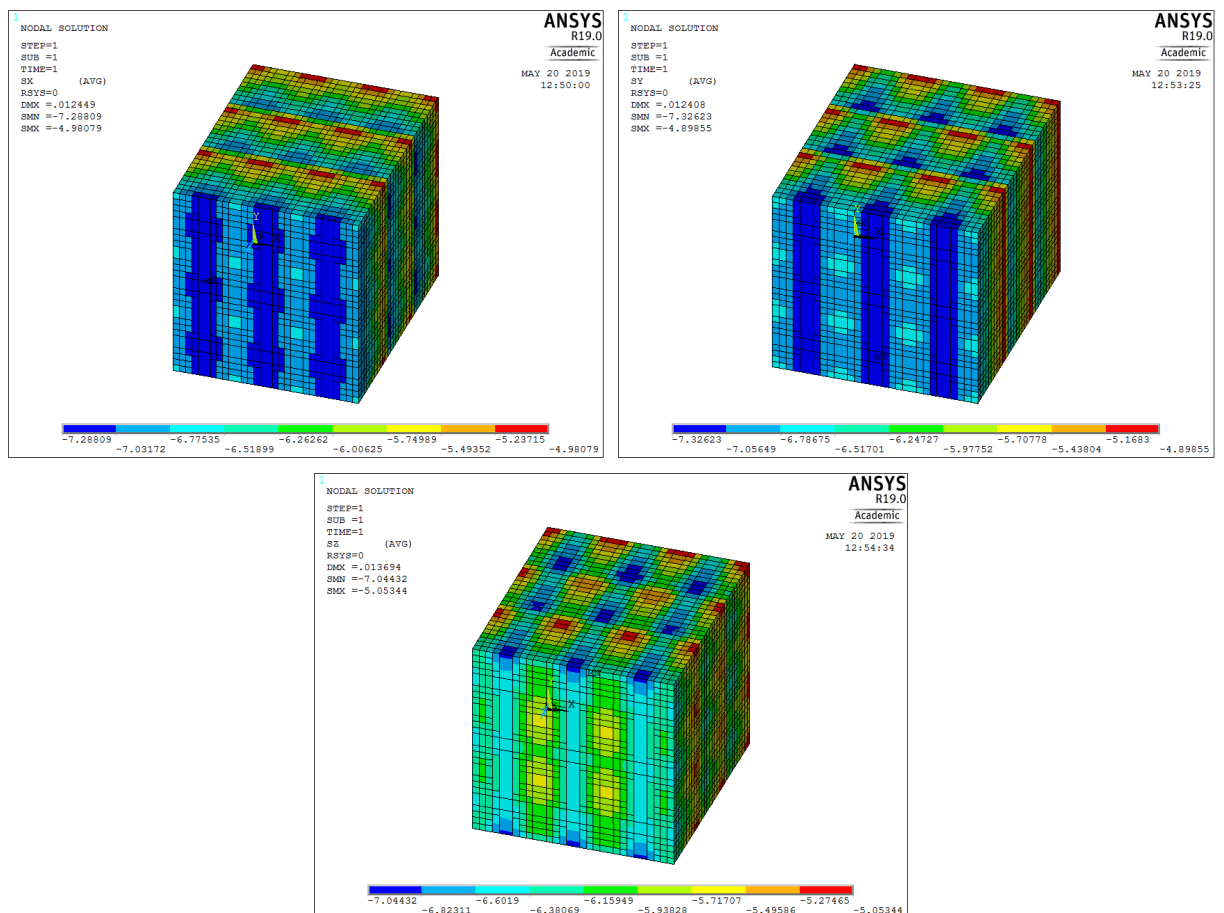 1
NODAL SOLUTION
STEP=1
SUB =1
TIME=1
SX (AVG)
RSYS=0
DMX =.012449
SMN =-7.28809
SMX =-4.98079
ANSYS
R19.0
Academic
MAY 20 2019
12:50:00
Y
-7.28809 -6.77535 -6.26262 -5.74989 -5.23715
-7.03172 -6.51899 -6.00625 -5.49352 -4.98079
1
NODAL SOLUTION
STEP=1
SUB =1
TIME=1
SY (AVG)
RSYS=0
DMX =.012408
SMN =-7.32623
SMX =-4.89855
ANSYS
R19.0
Academic
MAY 20 2019
12:53:25
X
-7.32623 -6.78675 -6.24727 -5.70778 -5.1683
-7.05649 -6.51701 -5.97752 -5.43804 -4.89855
1
NODAL SOLUTION
STEP=1
SUB =1
TIME=1
SZ (AVG)
RSYS=0
DMX =.013694
SMN =-7.04432
SMX =-5.05344
ANSYS
R19.0
Academic
MAY 20 2019
12:54:34
X
-7.04432 -6.6019 -6.15949 -5.71707 -5.27465
-6.82311 -6.38069 -5.93828 -5.49586 -5.05344